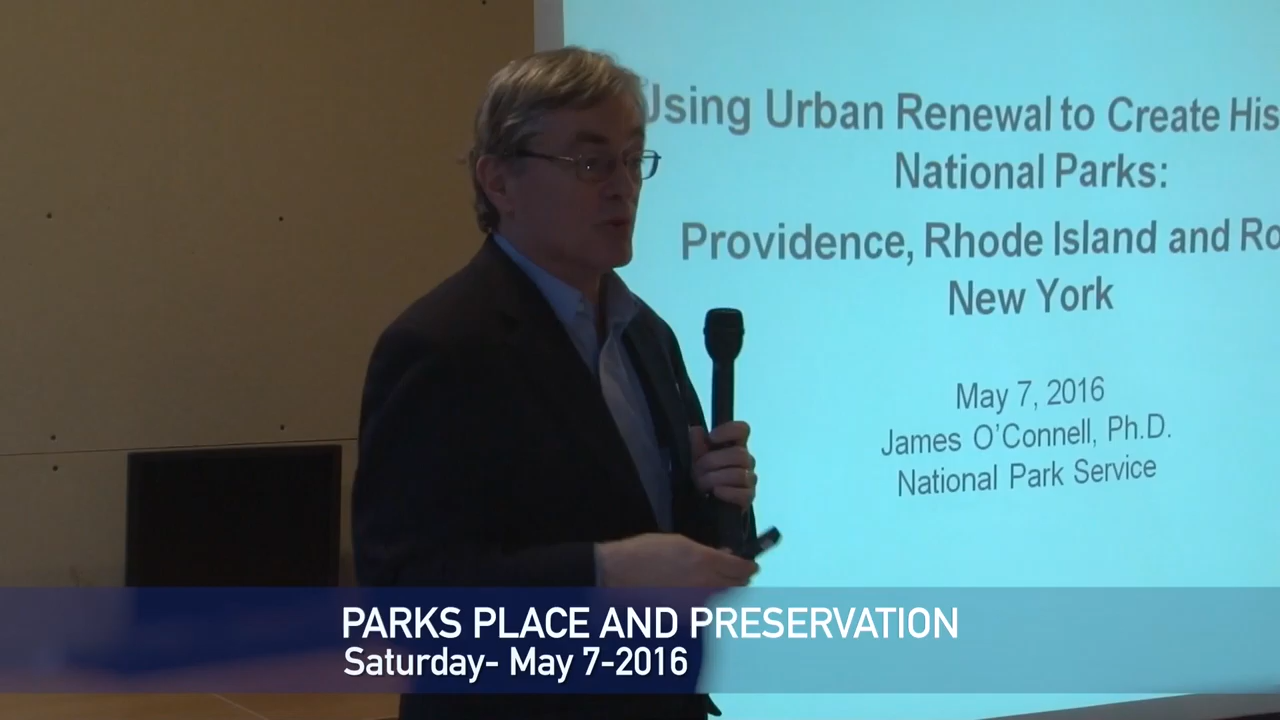 Using Urban Renewal to Create His
National Parks:
Providence, Rhode Island and Ro
New York
May 7, 2016
James O'Connell, Ph.D.
National Park Service
PARKS PLACE AND PRESERVATION
Saturday- May 7-2016